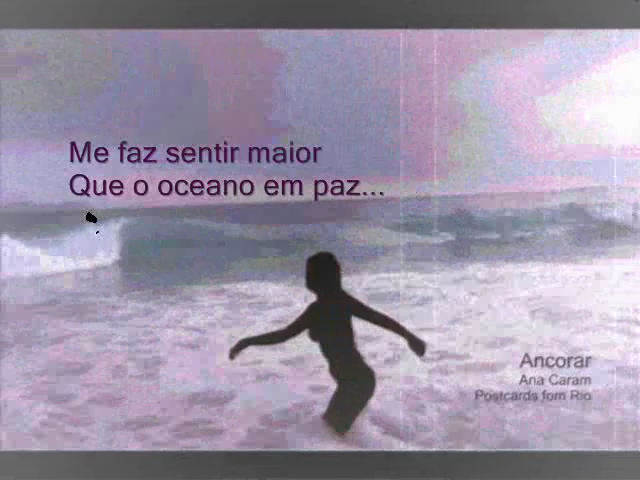 Me faz sentir maior
Que o oceano em paz...
Ancorar
Ana Caram
Postcards fom Rio